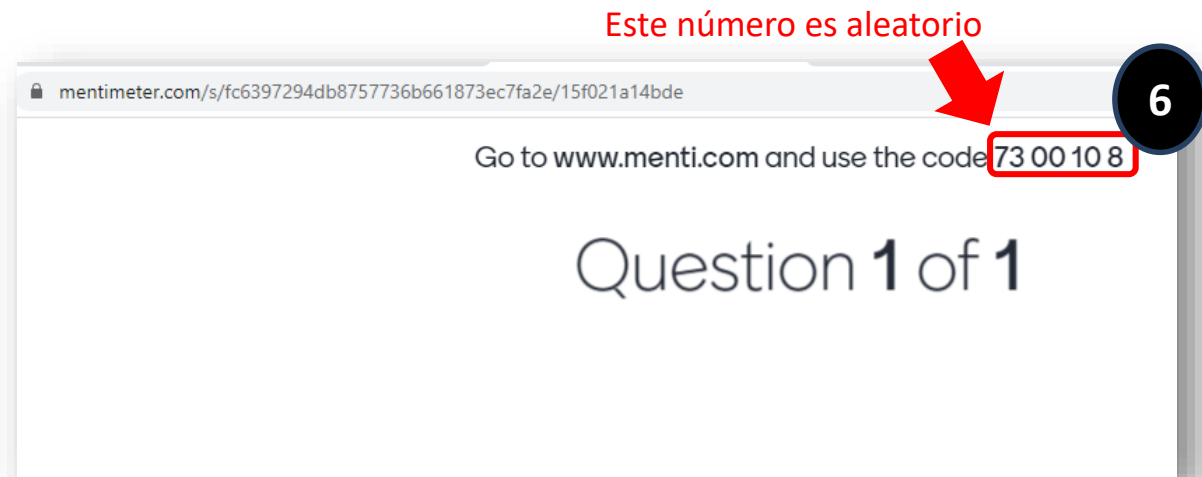 Este número es aleatorio
6
mentimeter.com/s/fc6397294db8757736b661873ec7fa2e/15f021a14bde
Go to www.menti.com and use the code 73 00 10 8
Question 1 of 1